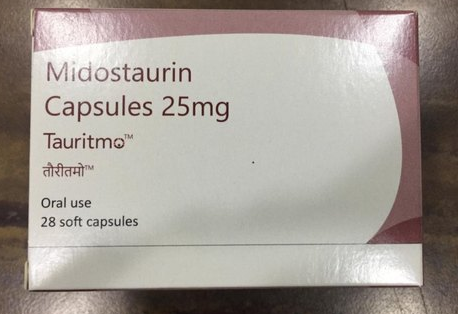 Midostaurin
Capsules 25mg
Tauritmo™
तौरीतमो™
Oral use
28 soft capsules